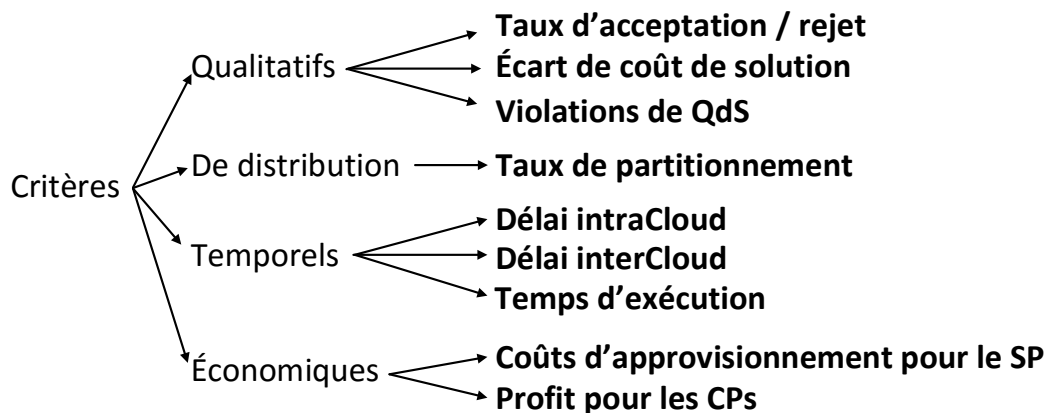 Critères
Qualitatifs
Taux d’acceptation / rejet
Écart de coût de solution
Violations de QdS
De distribution
Taux de partitionnement
Temporels
Délai intraCloud
Délai interCloud
Temps d’exécution
Économiques
Coûts d’approvisionnement pour le SP
Profit pour les CPs